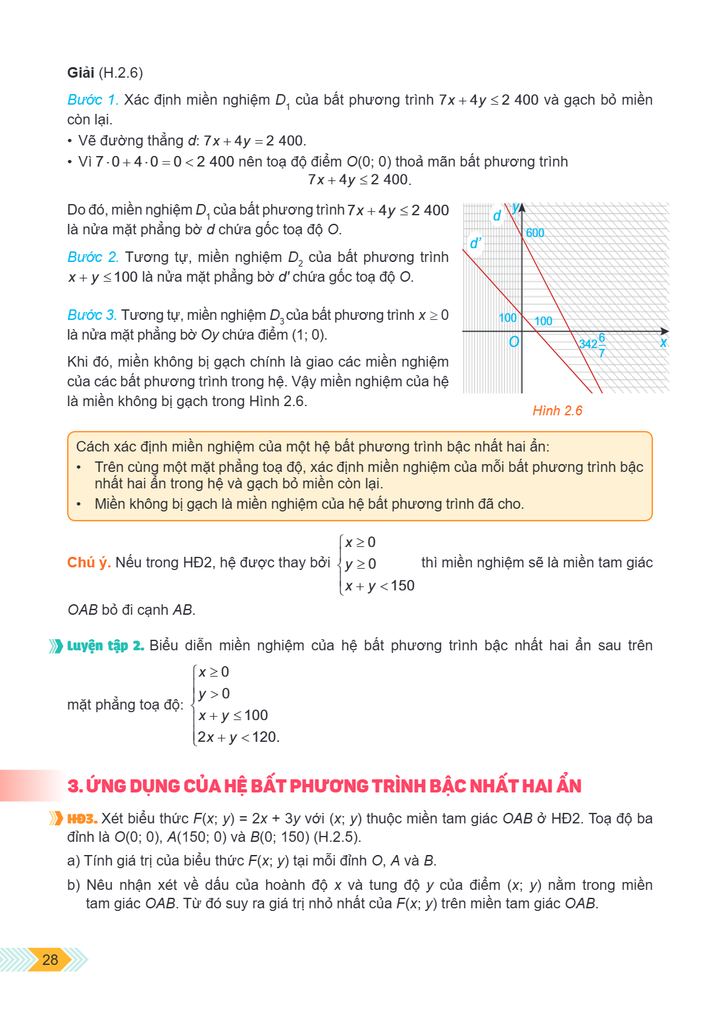 Giải (H.2.6)
Bước 1. Xác định miền nghiệm D₁ của bất phương trình 7x + 4y ≤ 2 400 và gạch bỏ miền
còn lại.
• Vẽ đường thẳng d: 7x + 4y = 2 400.
• Vì 7 · 0 + 4 · 0 = 0 < 2 400 nên toạ độ điểm O(0; 0) thoả mãn bất phương trình
7x + 4y ≤ 2 400.
Do đó, miền nghiệm D₁ của bất phương trình 7x + 4y ≤ 2 400
là nửa mặt phẳng bờ d chứa gốc toạ độ O.
Bước 2. Tương tự, miền nghiệm D₂ của bất phương trình
x + y ≤ 100 là nửa mặt phẳng bờ d' chứa gốc toạ độ O.
Bước 3. Tương tự, miền nghiệm D₃ của bất phương trình x ≥ 0
là nửa mặt phẳng bờ Oy chứa điểm (1; 0).
Khi đó, miền không bị gạch chính là giao các miền nghiệm
của các bất phương trình trong hệ. Vậy miền nghiệm của hệ
là miền không bị gạch trong Hình 2.6.
d y
d'
600
100 100
O 342 6/7 x
Hình 2.6
Cách xác định miền nghiệm của một hệ bất phương trình bậc nhất hai ẩn:
• Trên cùng một mặt phẳng toạ độ, xác định miền nghiệm của mỗi bất phương trình bậc
nhất hai ẩn trong hệ và gạch bỏ miền còn lại.
• Miền không bị gạch là miền nghiệm của hệ bất phương trình đã cho.
x ≥ 0
Chú ý. Nếu trong HĐ2, hệ được thay bởi { y ≥ 0 thì miền nghiệm sẽ là miền tam giác
x + y < 150
OAB bỏ đi cạnh AB.
Luyện tập 2. Biểu diễn miền nghiệm của hệ bất phương trình bậc nhất hai ẩn sau trên
x ≥ 0
y > 0
mặt phẳng toạ độ: {
x + y ≤ 100
2x + y < 120.
3. ỨNG DỤNG CỦA HỆ BẤT PHƯƠNG TRÌNH BẬC NHẤT HAI ẨN
HĐ3. Xét biểu thức F(x; y) = 2x + 3y với (x; y) thuộc miền tam giác OAB ở HĐ2. Toạ độ ba
đỉnh là O(0; 0), A(150; 0) và B(0; 150) (H.2.5).
a) Tính giá trị của biểu thức F(x; y) tại mỗi đỉnh O, A và B.
b) Nêu nhận xét về dấu của hoành độ x và tung độ y của điểm (x; y) nằm trong miền
tam giác OAB. Từ đó suy ra giá trị nhỏ nhất của F(x; y) trên miền tam giác OAB.
28